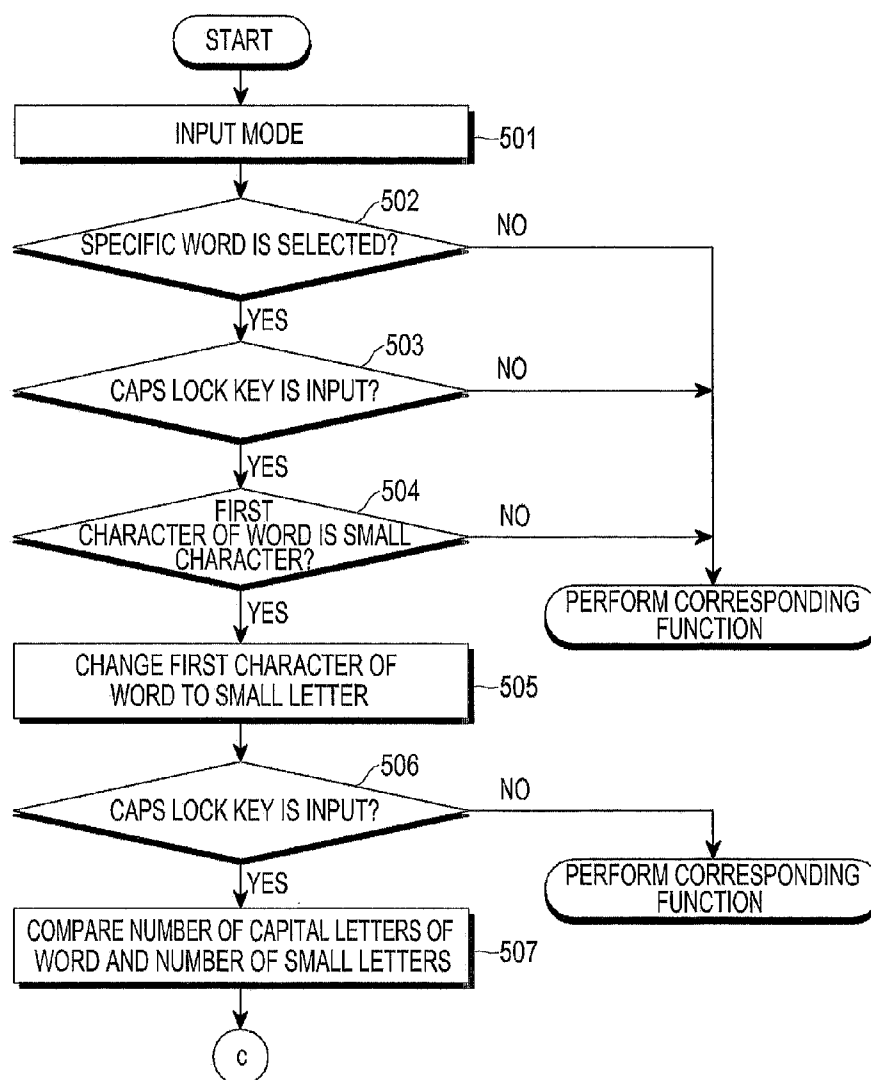 START
INPUT MODE
501
502
SPECIFIC WORD IS SELECTED?
NO
YES
503
CAPS LOCK KEY IS INPUT?
NO
YES
504
FIRST
CHARACTER OF WORD IS SMALL
CHARACTER?
NO
YES
PERFORM CORRESPONDING
FUNCTION
CHANGE FIRST CHARACTER OF
WORD TO SMALL LETTER
505
506
CAPS LOCK KEY IS INPUT?
NO
YES
PERFORM CORRESPONDING
FUNCTION
COMPARE NUMBER OF CAPITAL LETTERS OF
WORD AND NUMBER OF SMALL LETTERS
507
c